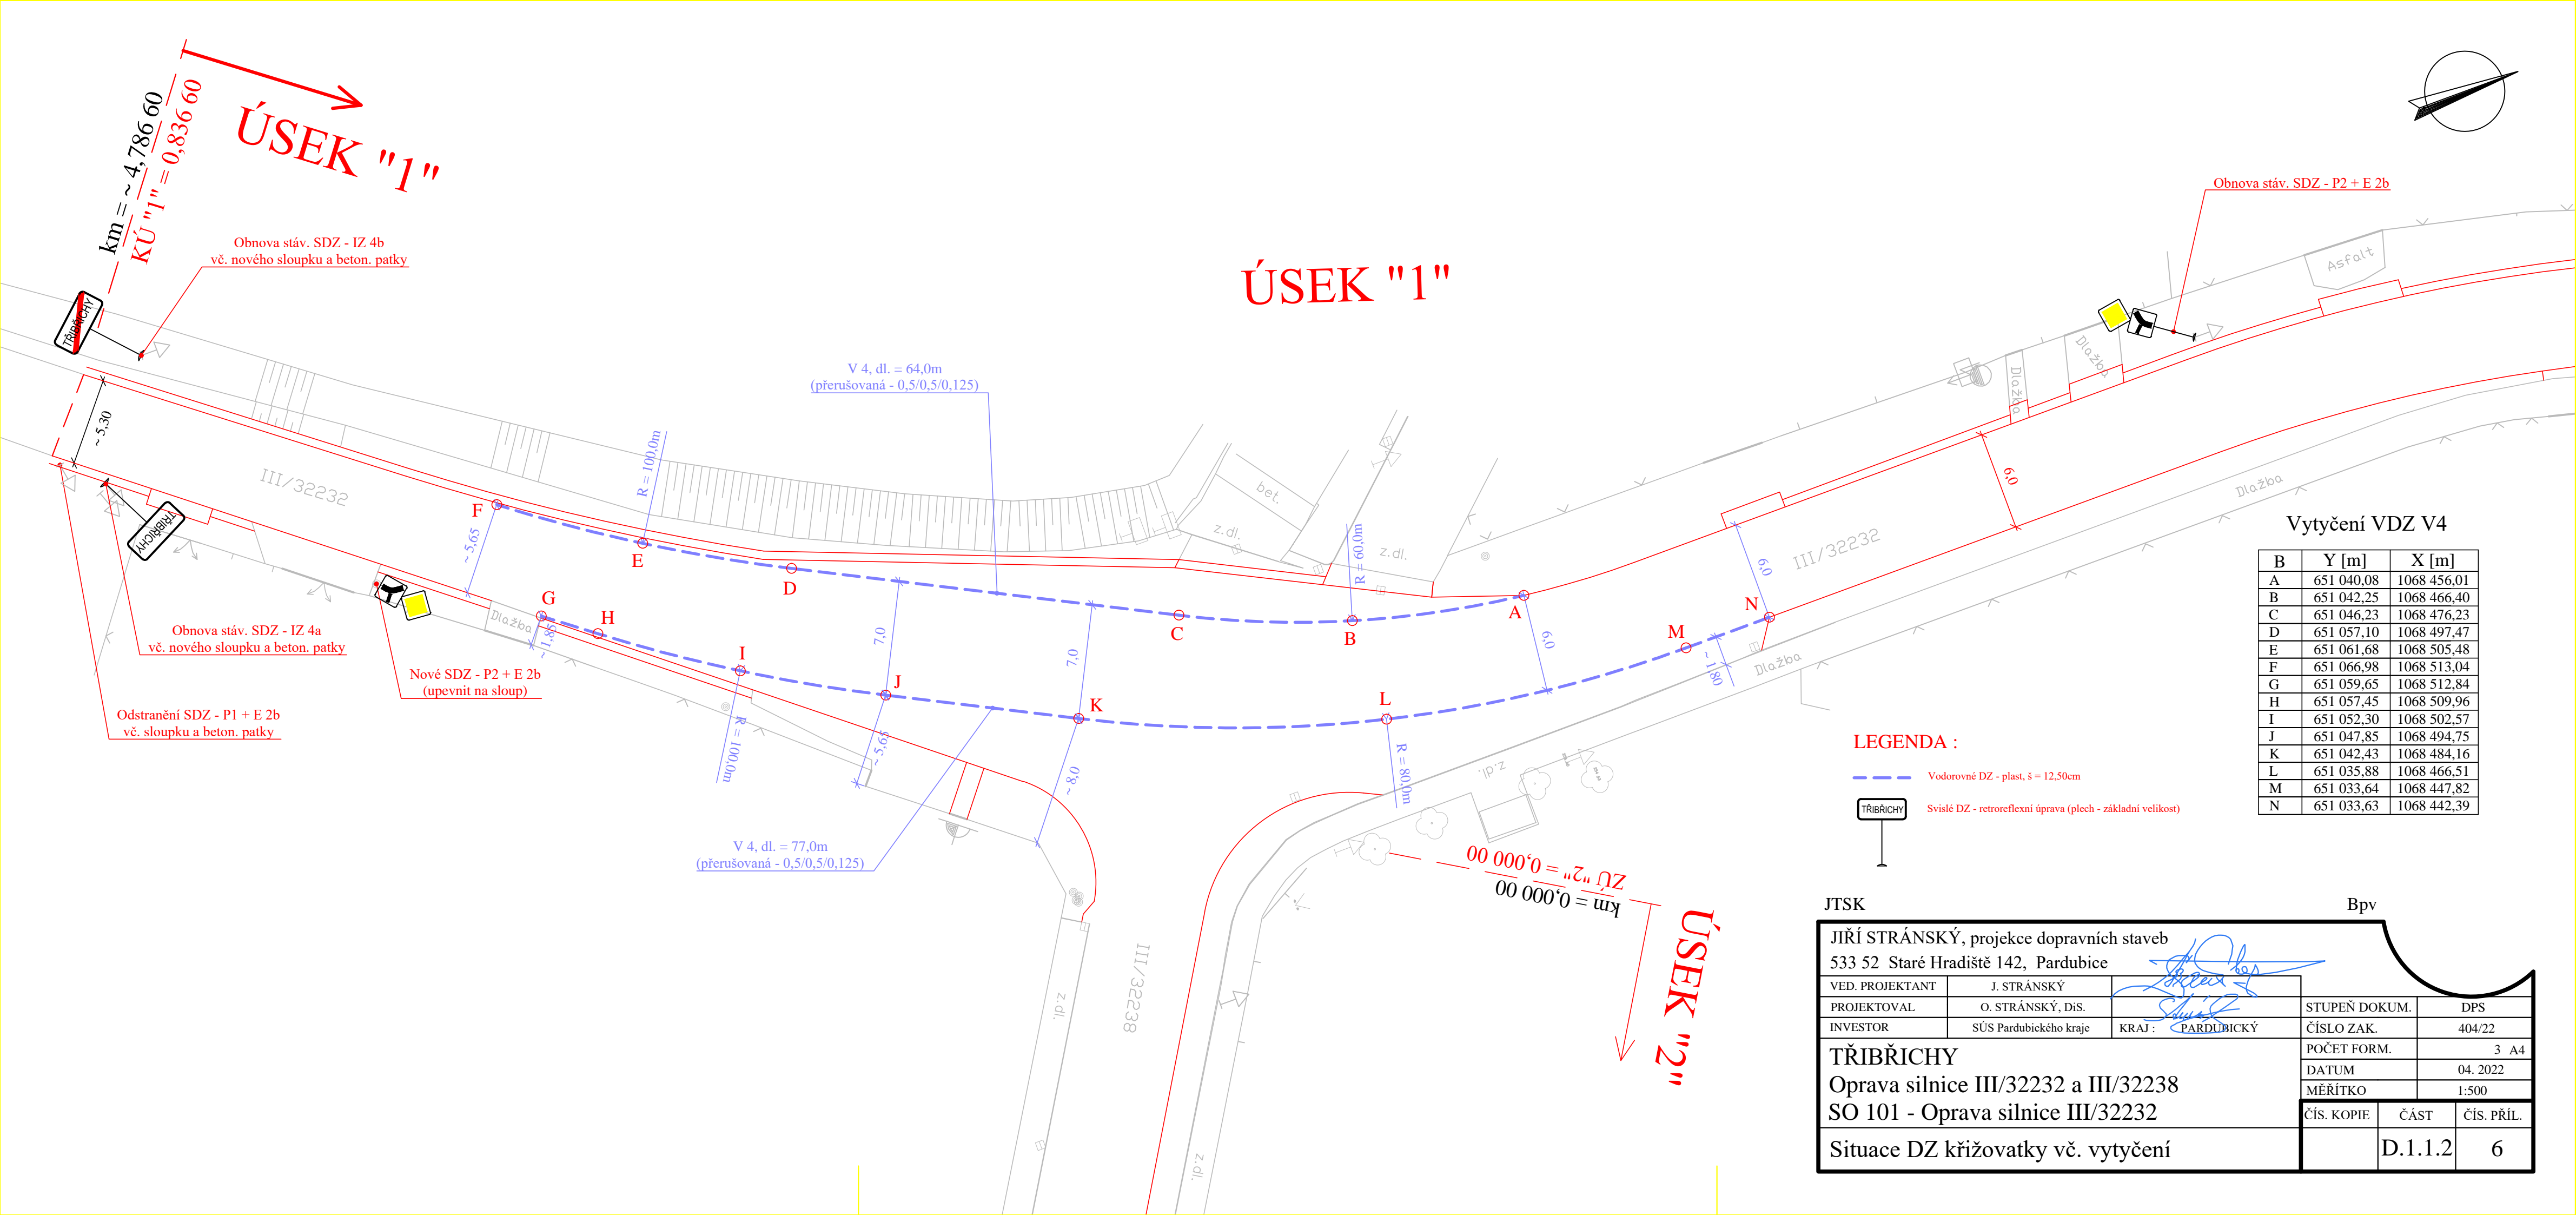 km = ~ 4,786 60
KÚ "1" = 0,836 60
ÚSEK "1"
Obnova stáv. SDZ - IZ 4b
vč. nového sloupku a beton. patky
TŘIBŘICHY
~ 5,30
III/32232
TŘIBŘICHY
Obnova stáv. SDZ - IZ 4a
vč. nového sloupku a beton. patky
Odstranění SDZ - P1 + E 2b
vč. sloupku a beton. patky
Nové SDZ - P2 + E 2b
(upevnit na sloup)
Dlažba
F
~ 5,65
E
R = 100,0m
D
G
H
~ 1,85
I
R = 100,0m
J
7,0
~ 5,65
K
7,0
~ 8,0
V 4, dl. = 64,0m
(přerušovaná - 0,5/0,5/0,125)
V 4, dl. = 77,0m
(přerušovaná - 0,5/0,5/0,125)
ÚSEK "1"
bet.
z.dl.
z.dl.
C
B
R = 60,0m
A
6,0
L
R = 80,0m
M
~ 180
N
6,0
III/32232
6,0
Dlažba
Dlažba
z.dl.
Dlažba
Dlažba
Asfalt
Obnova stáv. SDZ - P2 + E 2b
ZÚ "2" = 0,000 00
km = 0,000 00
ÚSEK "2"
III/32238
z.dl.
z.dl.
Vytyčení VDZ V4
B Y [m] X [m]
A 651 040,08 1068 456,01
B 651 042,25 1068 466,40
C 651 046,23 1068 476,23
D 651 057,10 1068 497,47
E 651 061,68 1068 505,48
F 651 066,98 1068 513,04
G 651 059,65 1068 512,84
H 651 057,45 1068 509,96
I 651 052,30 1068 502,57
J 651 047,85 1068 494,75
K 651 042,43 1068 484,16
L 651 035,88 1068 466,51
M 651 033,64 1068 447,82
N 651 033,63 1068 442,39
LEGENDA :
Vodorovné DZ - plast, š = 12,50cm
TŘIBŘICHY
Svislé DZ - retroreflexní úprava (plech - základní velikost)
JTSK Bpv
JIŘÍ STRÁNSKÝ, projekce dopravních staveb
533 52 Staré Hradiště 142, Pardubice
VED. PROJEKTANT J. STRÁNSKÝ
PROJEKTOVAL O. STRÁNSKÝ, DiS.
INVESTOR SÚS Pardubického kraje KRAJ : PARDUBICKÝ
STUPEŇ DOKUM. DPS
ČÍSLO ZAK. 404/22
POČET FORM. 3 A4
DATUM 04. 2022
MĚŘÍTKO 1:500
TŘIBŘICHY
Oprava silnice III/32232 a III/32238
SO 101 - Oprava silnice III/32232
Situace DZ křižovatky vč. vytyčení
ČÍS. KOPIE ČÁST ČÍS. PŘÍL.
D.1.1.2 6